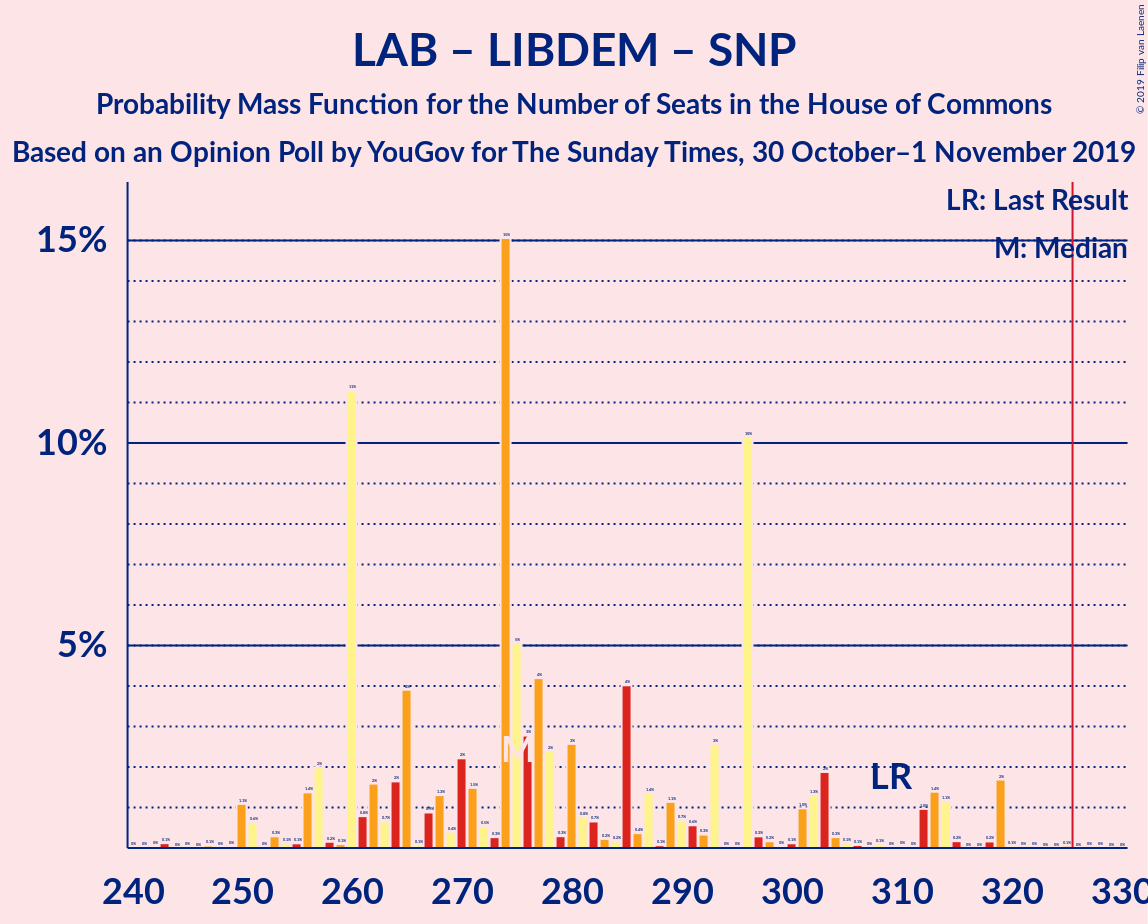 LAB – LIBDEM – SNP
Probability Mass Function for the Number of Seats in the House of Commons
Based on an Opinion Poll by YouGov for The Sunday Times, 30 October–1 November 2019
© 2019 Filip van Laenen
LR: Last Result
M: Median
15%
10%
5%
M
LR
240 250 260 270 280 290 300 310 320 330